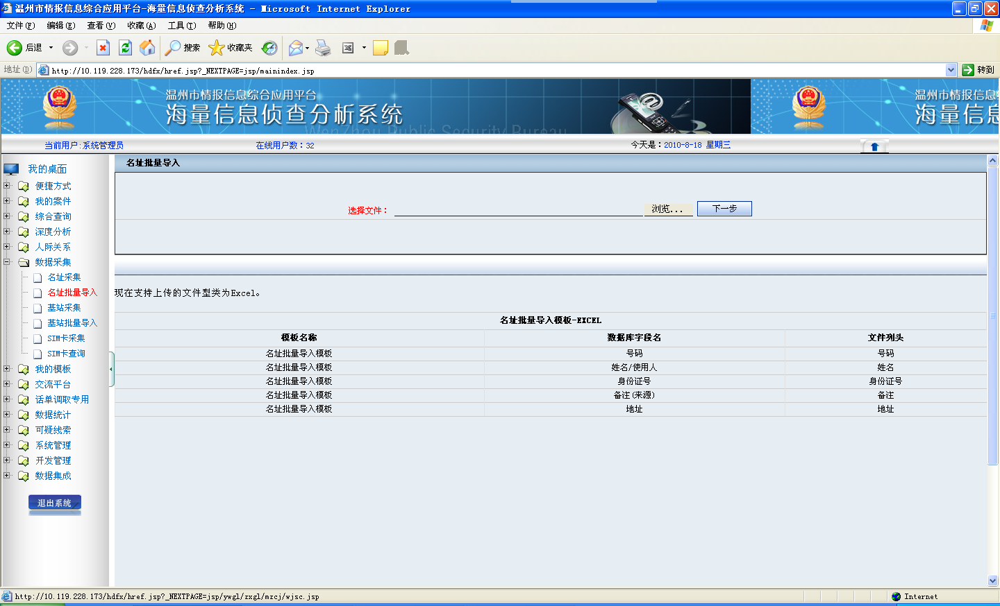 温州市情报信息综合应用平台-海量信息侦查分析系统 - Microsoft Internet Explorer
文件(F) 编辑(E) 查看(V) 收藏(A) 工具(T) 帮助(H)
后退 搜索 收藏夹
地址(D) http://10.119.228.173/hdfx/href.jsp?_NEXTPAGE=jsp/mainindex.jsp 转到
温州市情报信息综合应用平台 温州市情报信息
海量信息侦查分析系统 海量信息
WenZhou Public Security Bureau
当前用户:系统管理员 在线用户数：32 今天是：2010-8-18 星期三
我的桌面
便捷方式
我的案件
综合查询
深度分析
人际关系
数据采集
名址采集
名址批量导入
基站采集
基站批量导入
SIM卡采集
SIM卡查询
我的模板
交流平台
话单调取专用
数据统计
可疑线索
系统管理
开发管理
数据集成
退出系统
名址批量导入
选择文件： 浏览... 下一步
现在支持上传的文件型类为Excel。
名址批量导入模板-EXCEL
模板名称 数据库字段名 文件列头
名址批量导入模板 号码 号码
名址批量导入模板 姓名/使用人 姓名
名址批量导入模板 身份证号 身份证号
名址批量导入模板 备注(来源) 备注
名址批量导入模板 地址 地址
http://10.119.228.173/hdfx/href.jsp?_NEXTPAGE=jsp/ywgl/zxgl/mzcj/wjsc.jsp Internet